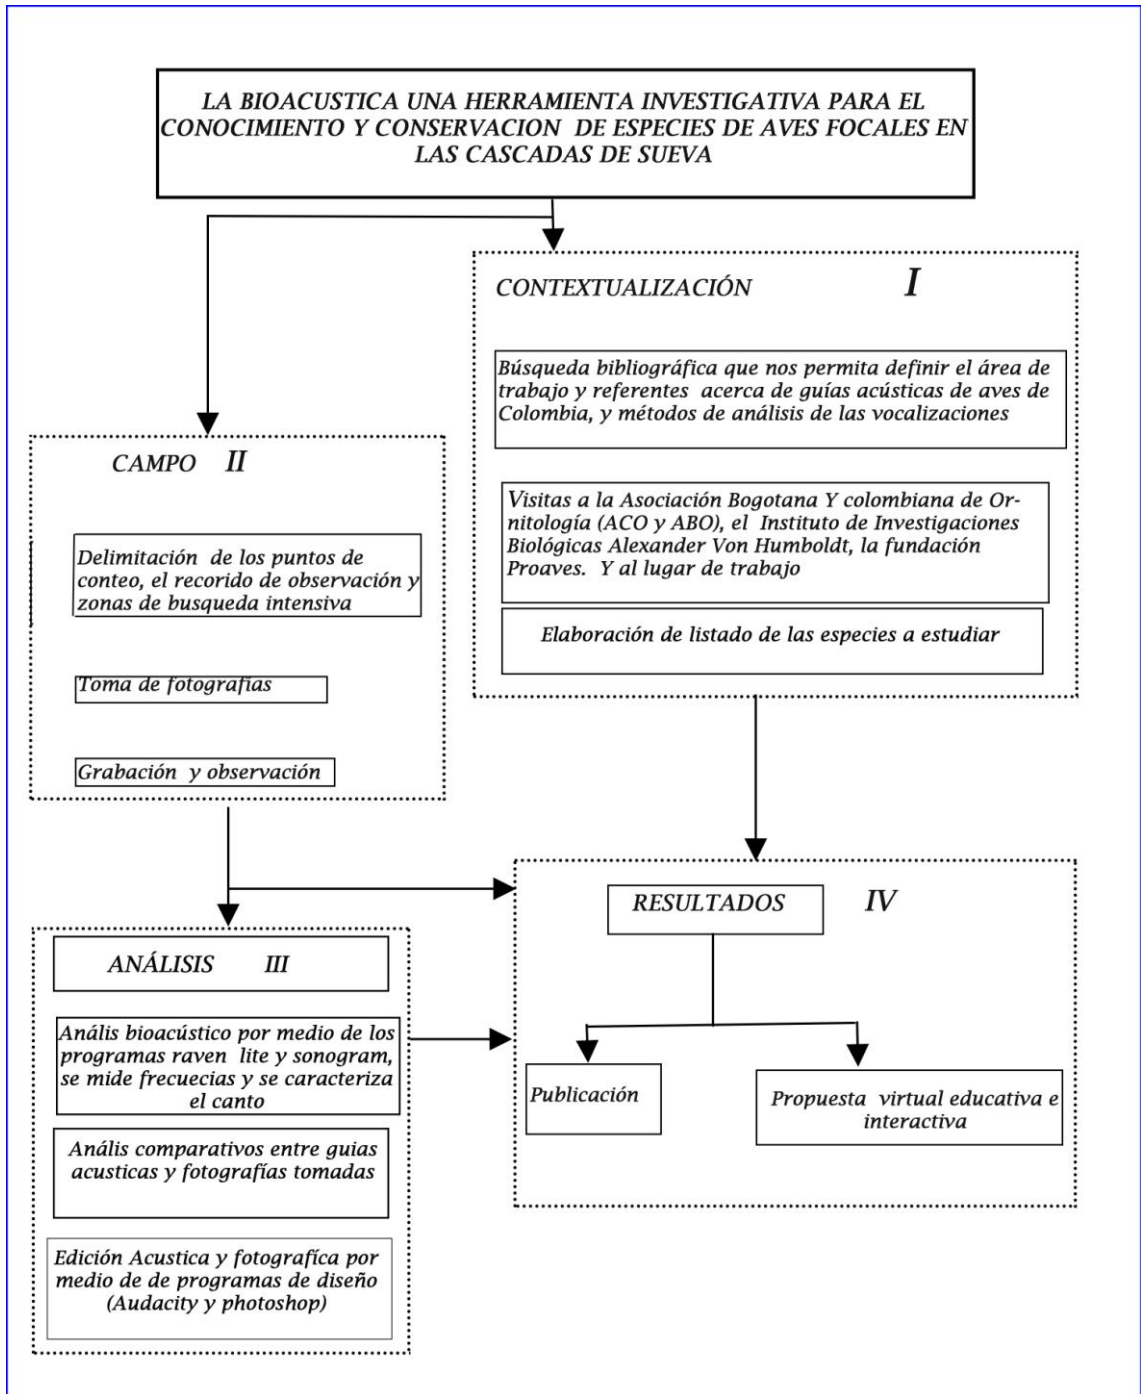 LA BIOACUSTICA UNA HERRAMIENTA INVESTIGATIVA PARA EL
CONOCIMIENTO Y CONSERVACION DE ESPECIES DE AVES FOCALES EN
LAS CASCADAS DE SUEVA
CONTEXTUALIZACIÓN I
Búsqueda bibliográfica que nos permita definir el área de
trabajo y referentes acerca de guías acústicas de aves de
Colombia, y métodos de análisis de las vocalizaciones
Visitas a la Asociación Bogotana Y colombiana de Or-
nitología (ACO y ABO), el Instituto de Investigaciones
Biológicas Alexander Von Humboldt, la fundación
Proaves. Y al lugar de trabajo
Elaboración de listado de las especies a estudiar
CAMPO II
Delimitación de los puntos de
conteo, el recorido de observación y
zonas de busqueda intensiva
Toma de fotografias
Grabación y observación
ANÁLISIS III
Anális bioacústico por medio de los
programas raven lite y sonogram,
se mide frecuecias y se caracteriza
el canto
Anális comparativos entre guias
acusticas y fotografías tomadas
Edición Acustica y fotografíca por
medio de de programas de diseño
(Audacity y photoshop)
RESULTADOS IV
Publicación
Propuesta virtual educativa e
interactiva